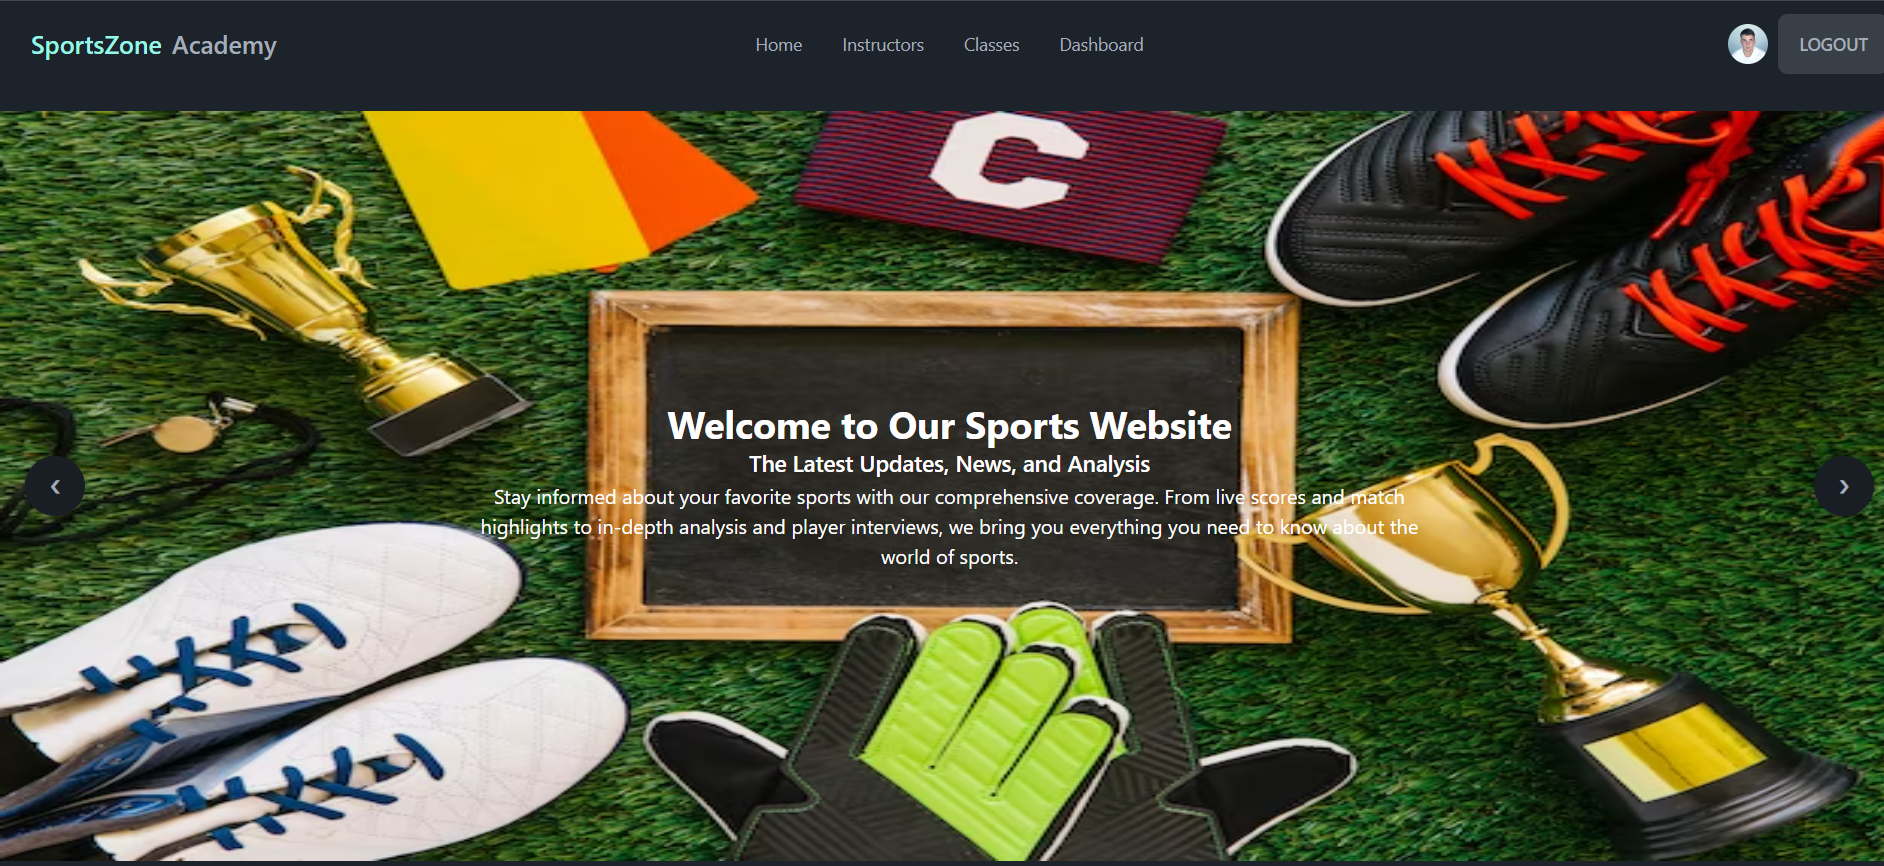 SportsZone Academy
Home Instructors Classes Dashboard
LOGOUT
C
Welcome to Our Sports Website
The Latest Updates, News, and Analysis
Stay informed about your favorite sports with our comprehensive coverage. From live scores and match
highlights to in-depth analysis and player interviews, we bring you everything you need to know about the
world of sports.